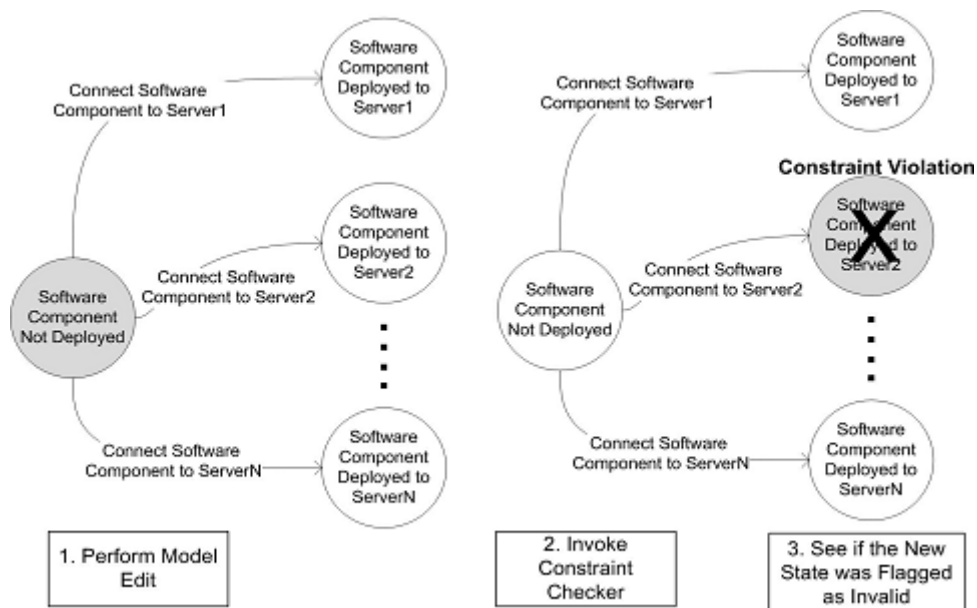 Software
Component
Deployed to
Server1
Connect Software
Component to Server1
Software
Component
Deployed to
Server2
Connect Software
Component to Server2
Software
Component
Not Deployed
Connect Software
Component to ServerN
Software
Component
Deployed to
ServerN
1. Perform Model
Edit
Software
Component
Deployed to
Server1
Connect Software
Component to Server1
Constraint Violation
Software
Component
Deployed to
Server2
Connect Software
Component to Server2
Software
Component
Not Deployed
Connect Software
Component to ServerN
Software
Component
Deployed to
ServerN
2. Invoke
Constraint
Checker
3. See if the New
State was Flagged
as Invalid